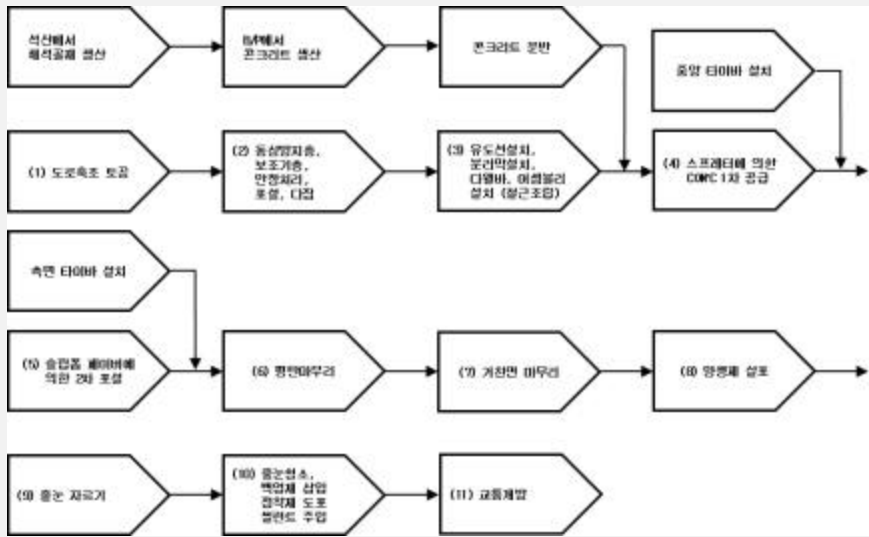 석산에서
쇄석골재 생산
B/P에서
콘크리트 생산
콘크리트 운반
중앙 타이바 설치
(1) 도로축조 토공
(2) 동상방지층,
보조기층,
안정처리,
포설, 다짐
(3) 유도선설치,
분리막설치,
다웰바, 어셈블리
설치 (철근조립)
(4) 스프레더에 의한
CON'C 1차 공급
측면 타이바 설치
(5) 슬립폼 페이버에
의한 2차 포설
(6) 평탄마무리
(7) 거친면 마무리
(8) 양생제 살포
(9) 줄눈 자르기
(10) 줄눈청소,
백업재 삽입
접착제 도포
씰란트 주입
(11) 교통개방